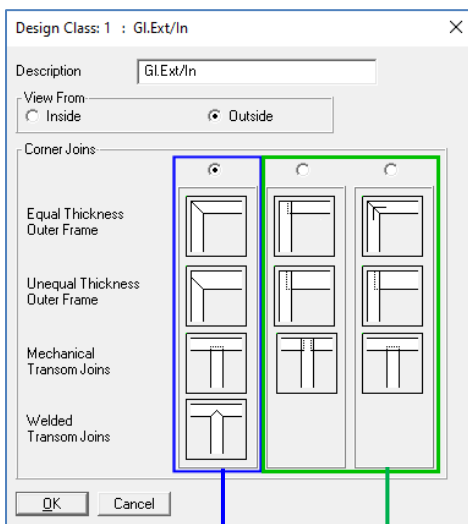 Design Class: 1 : Gl.Ext/In
Description Gl.Ext/In
View From
Inside Outside
Corner Joins
Equal Thickness
Outer Frame
Unequal Thickness
Outer Frame
Mechanical
Transom Joins
Welded
Transom Joins
OK Cancel